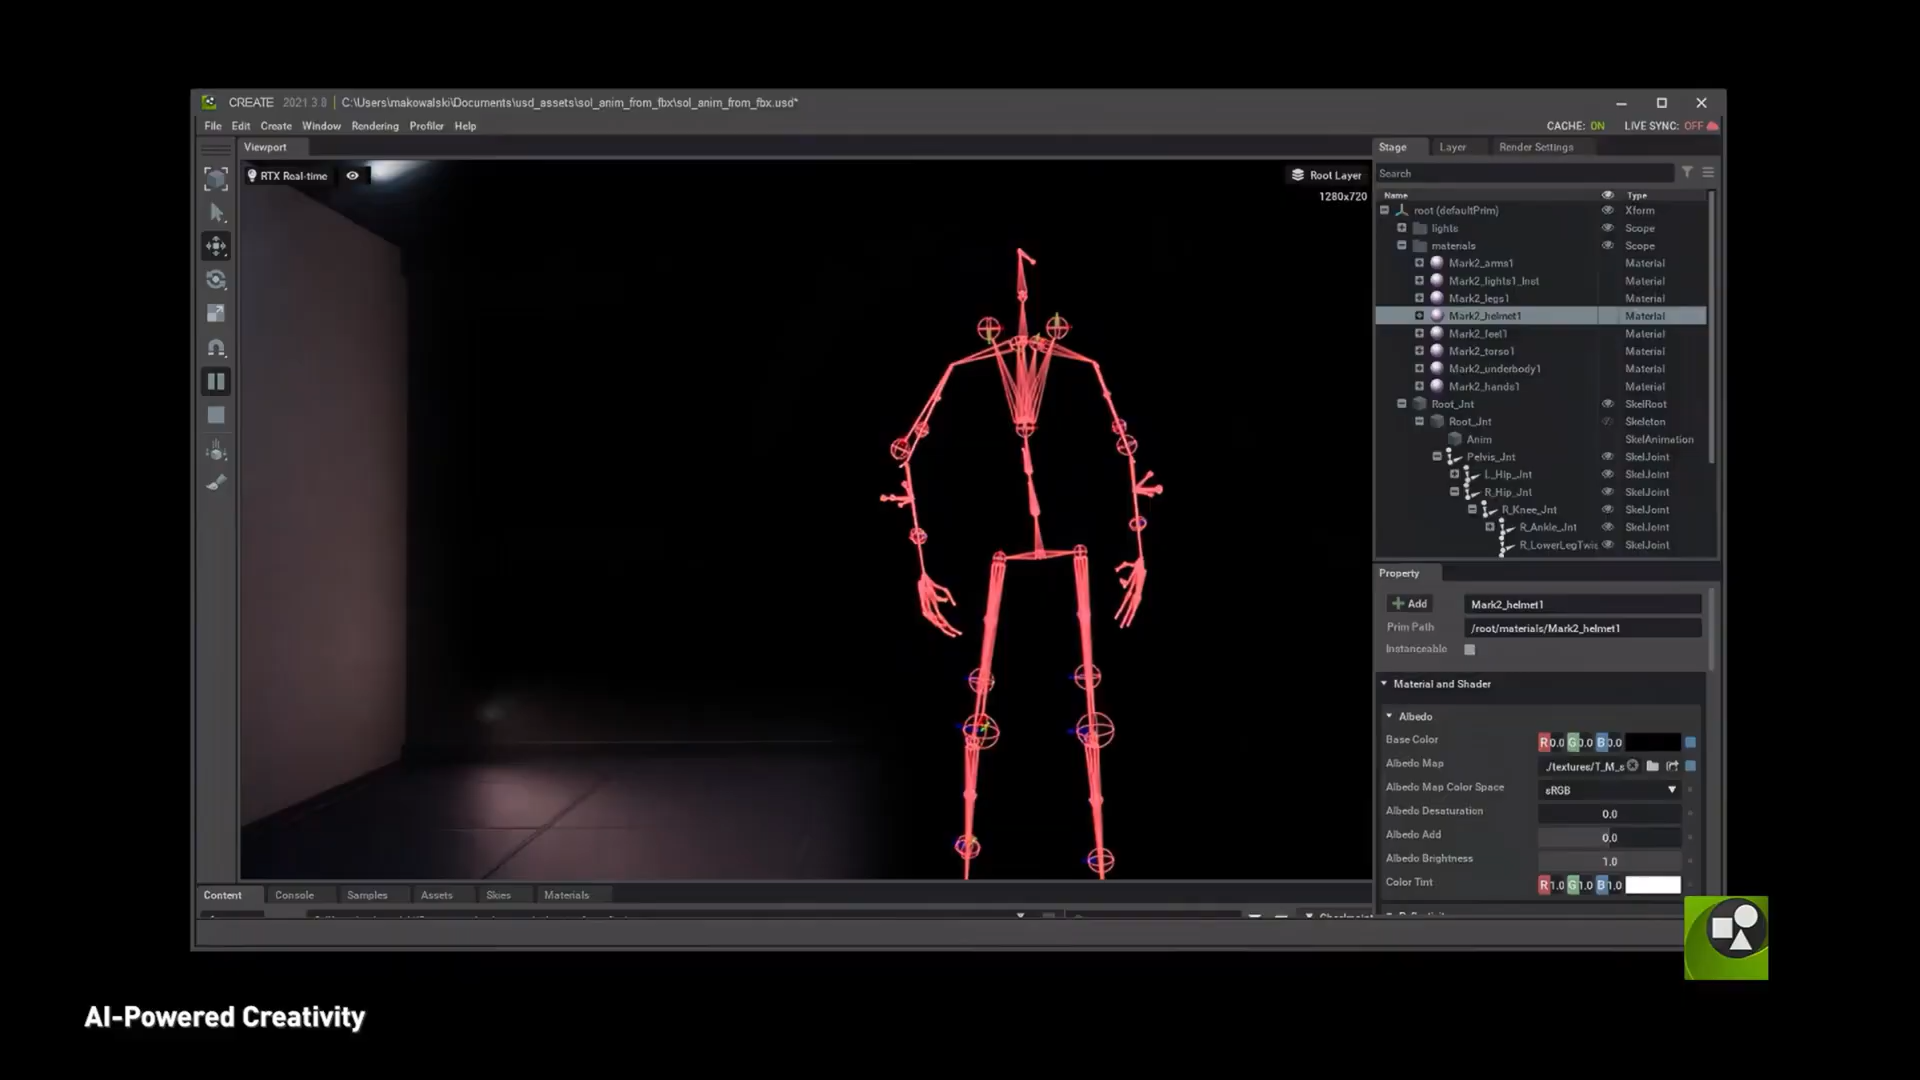 CREATE 2021.3.8 | C:\Users\makowalski\Documents\usd_assets\sol_anim_from_fbx\sol_anim_from_fbx.usd*
File Edit Create Window Rendering Profiler Help
CACHE: ON LIVE SYNC: OFF
Viewport
RTX Real-time
Root Layer
1280x720
Stage Layer Render Settings
Search
Name Type
root (defaultPrim) Xform
lights Scope
materials Scope
Mark2_arms1 Material
Mark2_lights1_Inst Material
Mark2_legs1 Material
Mark2_helmet1 Material
Mark2_feet1 Material
Mark2_torso1 Material
Mark2_underbody1 Material
Mark2_hands1 Material
Root_Jnt SkelRoot
Root_Jnt Skeleton
Anim SkelAnimation
Pelvis_Jnt SkelJoint
L_Hip_Jnt SkelJoint
R_Hip_Jnt SkelJoint
R_Knee_Jnt SkelJoint
R_Ankle_Jnt SkelJoint
R_LowerLegTwis SkelJoint
Property
Add Mark2_helmet1
Prim Path /root/materials/Mark2_helmet1
Instanceable
Material and Shader
Albedo
Base Color R 0.0 G 0.0 B 0.0
Albedo Map ./textures/T_M_s
Albedo Map Color Space sRGB
Albedo Desaturation 0.0
Albedo Add 0.0
Albedo Brightness 1.0
Color Tint R 1.0 G 1.0 B 1.0
Content Console Samples Assets Skies Materials
AI-Powered Creativity